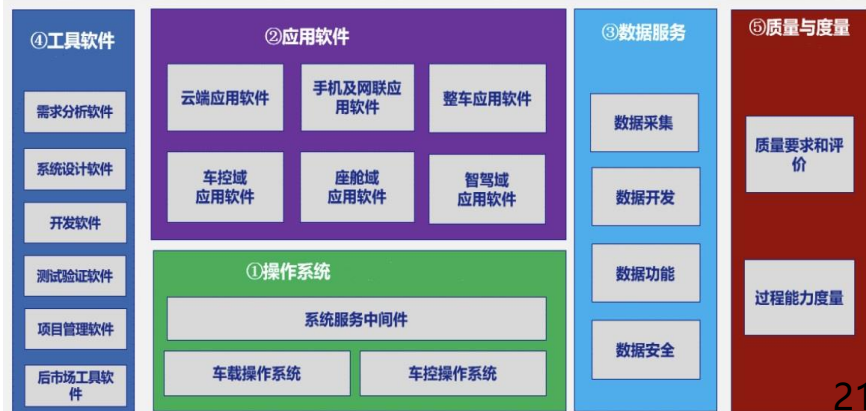 ④工具软件
需求分析软件
系统设计软件
开发软件
测试验证软件
项目管理软件
后市场工具软
件
②应用软件
云端应用软件
手机及网联应
用软件
整车应用软件
车控域
应用软件
座舱域
应用软件
智驾域
应用软件
①操作系统
系统服务中间件
车载操作系统
车控操作系统
③数据服务
数据采集
数据开发
数据功能
数据安全
⑤质量与度量
质量要求和评
价
过程能力度量
21